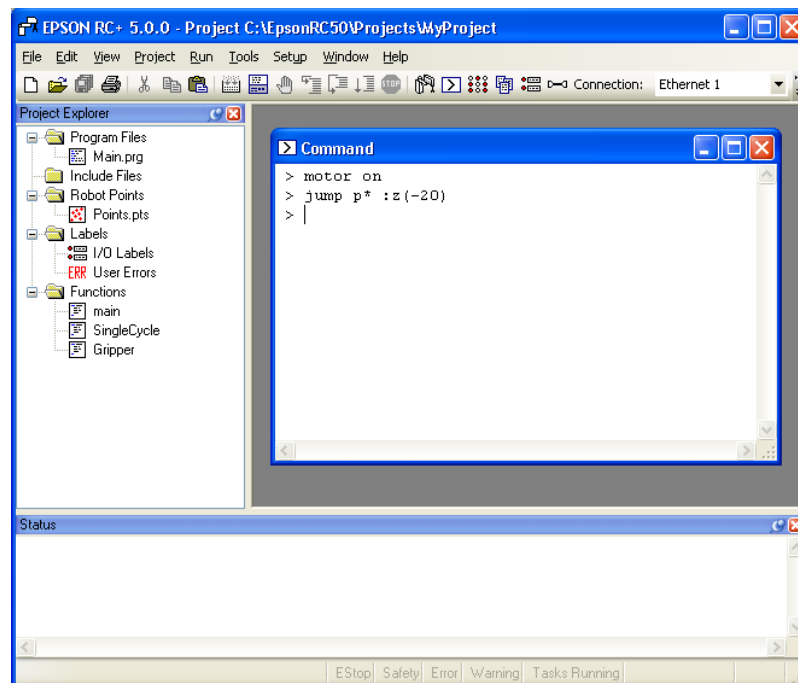 EPSON RC+ 5.0.0 - Project C:\EpsonRC50\Projects\MyProject
File Edit View Project Run Tools Setup Window Help
STOP Connection: Ethernet 1
Project Explorer
Program Files
Main.prg
Include Files
Robot Points
Points.pts
Labels
I/O Labels
ERR User Errors
Functions
main
SingleCycle
Gripper
Command
> motor on
> jump p* :z(-20)
>
Status
EStop Safety Error Warning Tasks Running